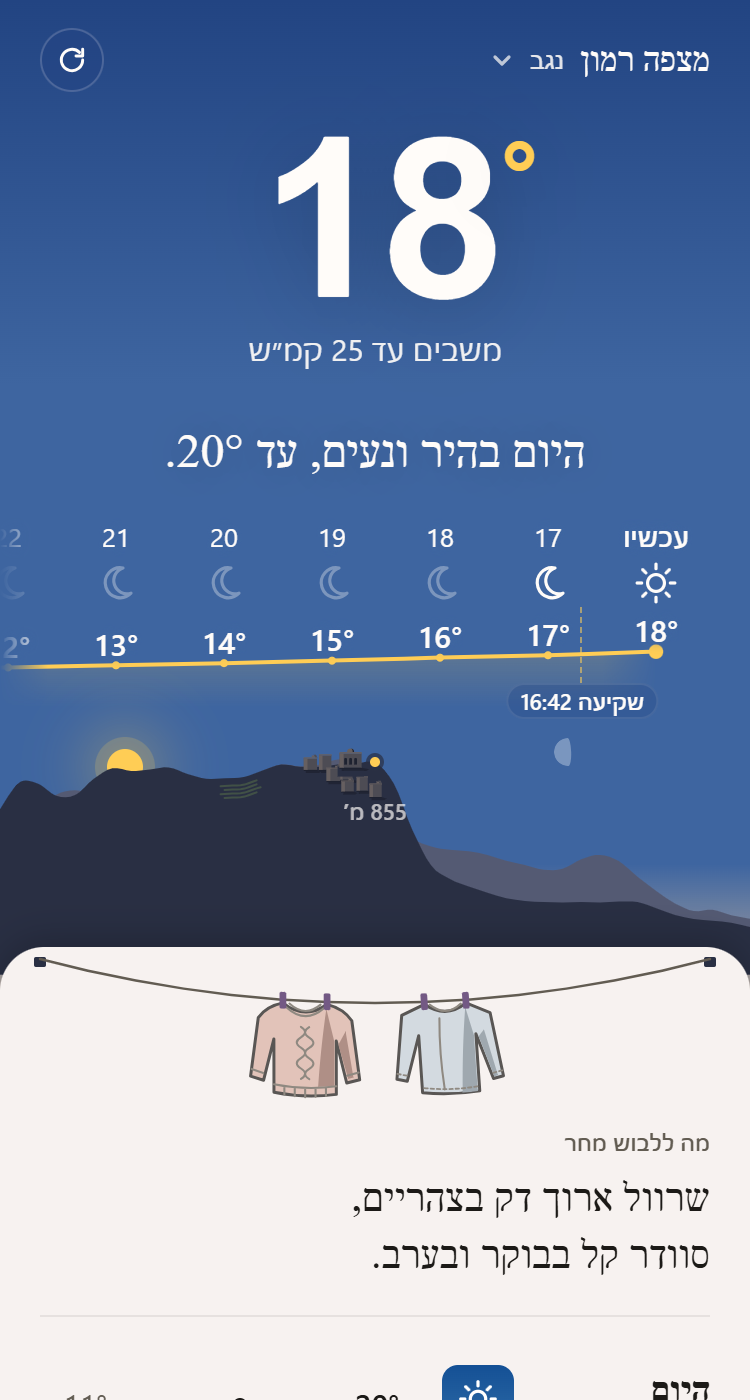 מצפה רמון נגב
18°
משבים עד 25 קמ״ש
היום בהיר ונעים, עד 20°.
עכשיו 17 18 19 20 21 22
18° 17° 16° 15° 14° 13°
שקיעה 16:42
855 מ׳
מה ללבוש מחר
שרוול ארוך דק בצהריים,
סוודר קל בבוקר ובערב.
היום